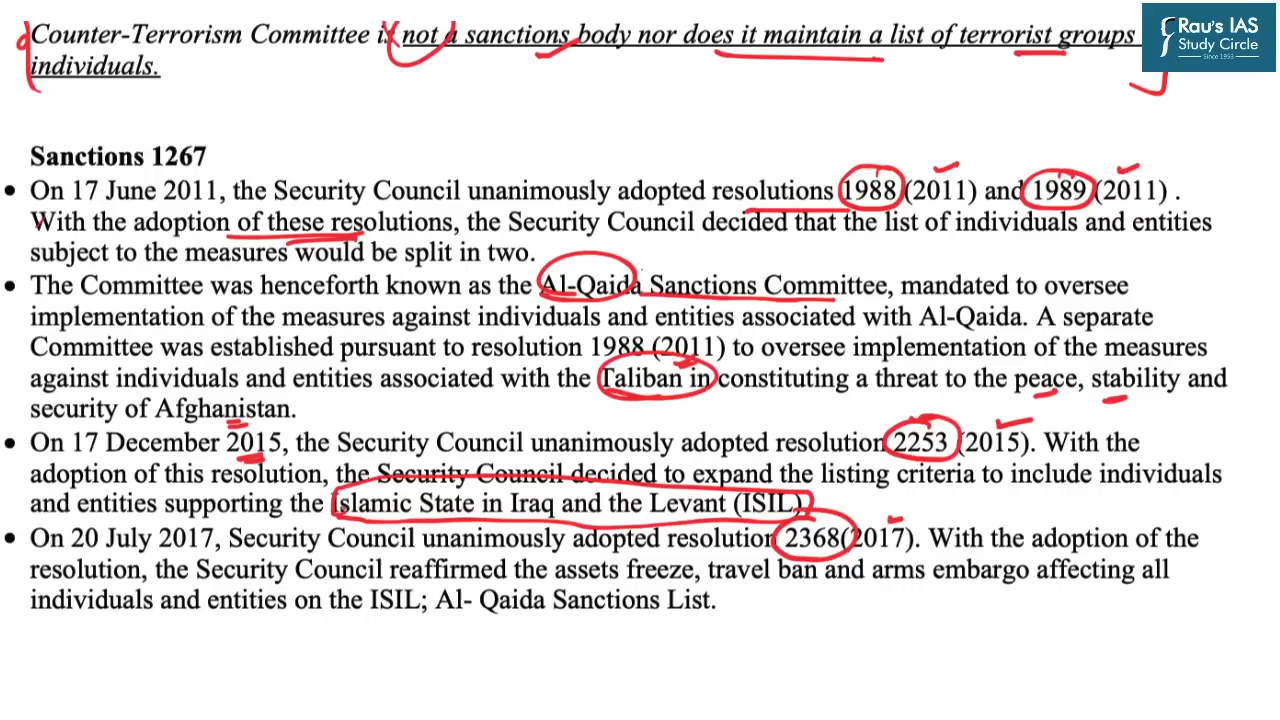 Counter-Terrorism Committee is not a sanctions body nor does it maintain a list of terrorist groups
individuals.
Rau's IAS
Study Circle
Since 1953
Sanctions 1267
• On 17 June 2011, the Security Council unanimously adopted resolutions 1988 (2011) and 1989 (2011) .
With the adoption of these resolutions, the Security Council decided that the list of individuals and entities
subject to the measures would be split in two.
• The Committee was henceforth known as the Al-Qaida Sanctions Committee, mandated to oversee
implementation of the measures against individuals and entities associated with Al-Qaida. A separate
Committee was established pursuant to resolution 1988 (2011) to oversee implementation of the measures
against individuals and entities associated with the Taliban in constituting a threat to the peace, stability and
security of Afghanistan.
• On 17 December 2015, the Security Council unanimously adopted resolution 2253 (2015). With the
adoption of this resolution, the Security Council decided to expand the listing criteria to include individuals
and entities supporting the Islamic State in Iraq and the Levant (ISIL).
• On 20 July 2017, Security Council unanimously adopted resolution 2368(2017). With the adoption of the
resolution, the Security Council reaffirmed the assets freeze, travel ban and arms embargo affecting all
individuals and entities on the ISIL; Al- Qaida Sanctions List.